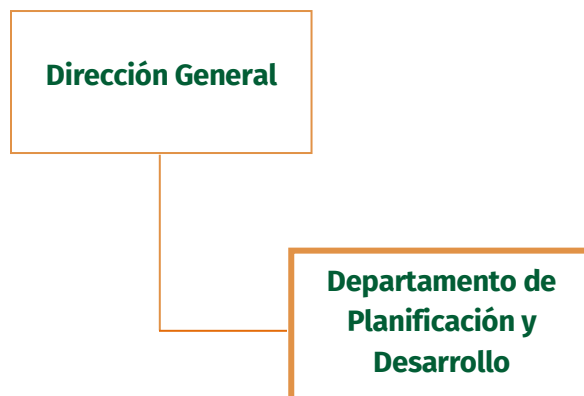 Dirección General
Departamento de
Planificación y
Desarrollo